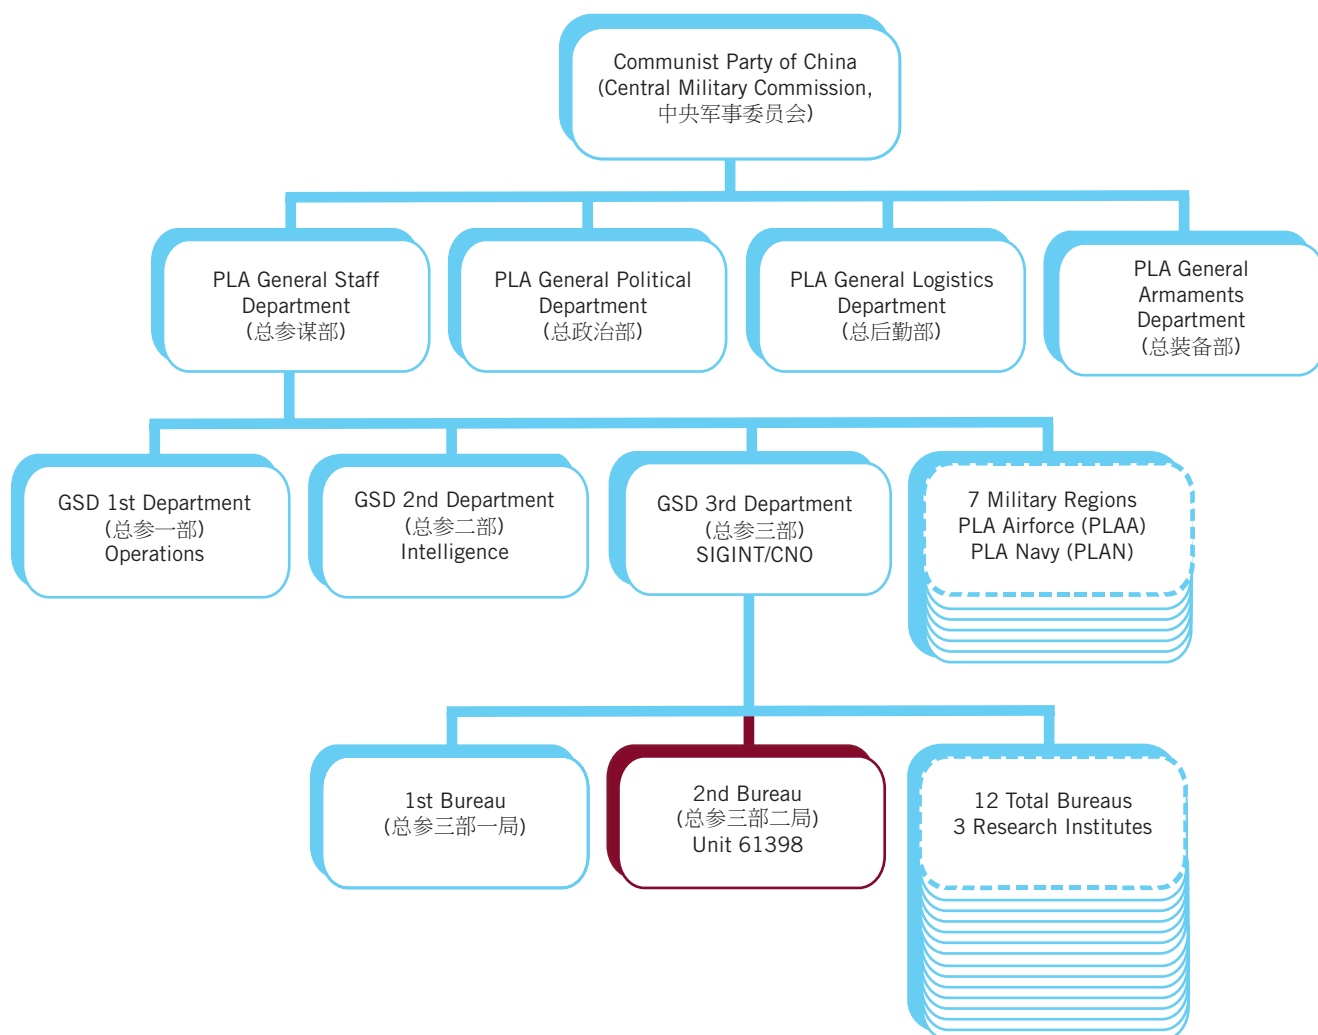 Communist Party of China
(Central Military Commission,
中央军事委员会)
PLA General Staff
Department
(总参谋部)
PLA General Political
Department
(总政治部)
PLA General Logistics
Department
(总后勤部)
PLA General
Armaments
Department
(总装备部)
GSD 1st Department
(总参一部)
Operations
GSD 2nd Department
(总参二部)
Intelligence
GSD 3rd Department
(总参三部)
SIGINT/CNO
7 Military Regions
PLA Airforce (PLAA)
PLA Navy (PLAN)
1st Bureau
(总参三部一局)
2nd Bureau
(总参三部二局)
Unit 61398
12 Total Bureaus
3 Research Institutes